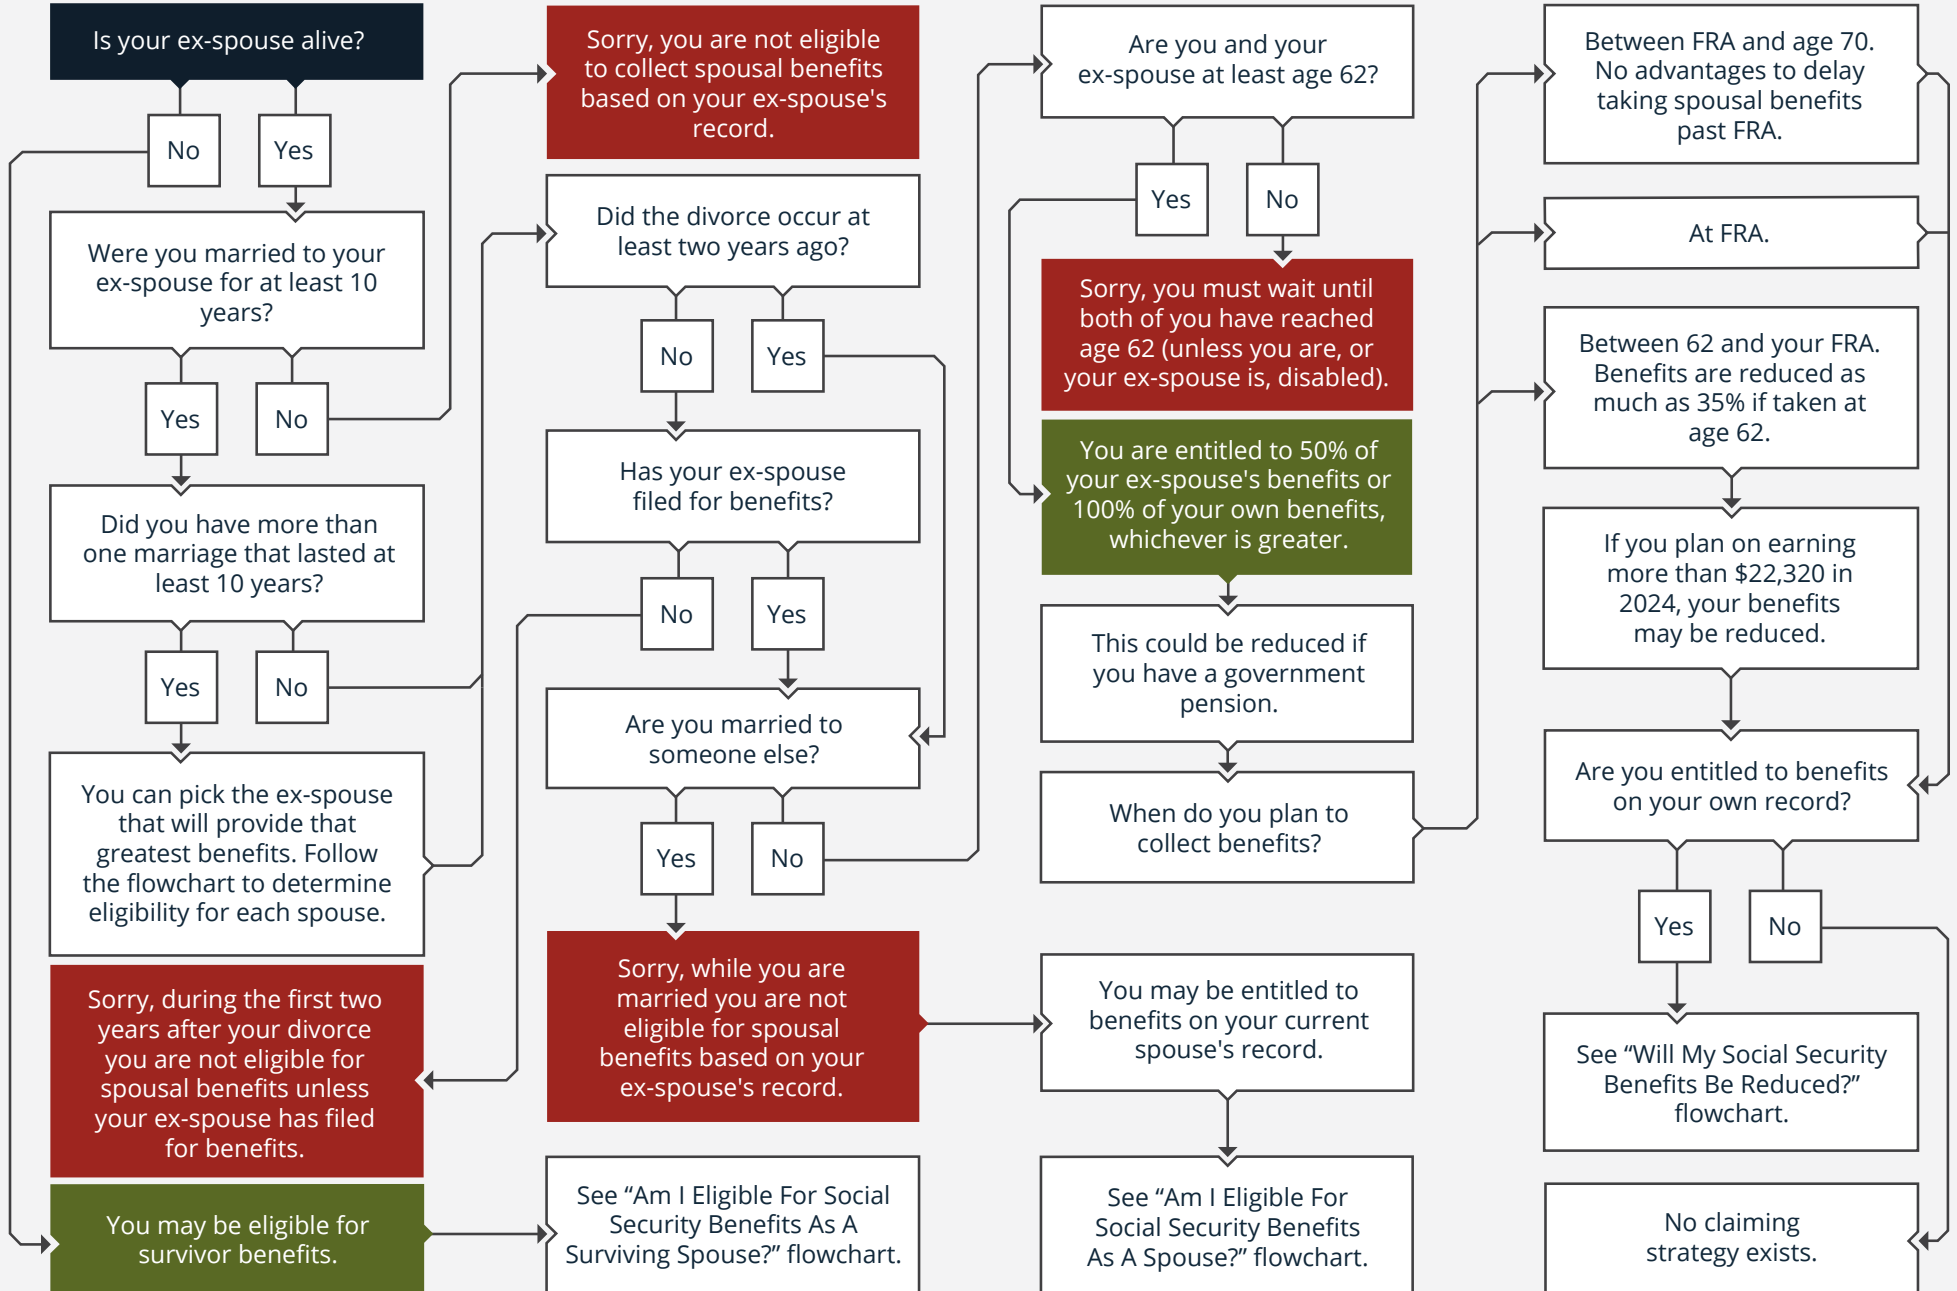 Is your ex-spouse alive?
No
Yes
Were you married to your
ex-spouse for at least 10
years?
Yes
No
Did you have more than
one marriage that lasted at
least 10 years?
Yes
No
You can pick the ex-spouse
that will provide that
greatest benefits. Follow
the flowchart to determine
eligibility for each spouse.
Sorry, during the first two
years after your divorce
you are not eligible for
spousal benefits unless
your ex-spouse has filed
for benefits.
You may be eligible for
survivor benefits.
Sorry, you are not eligible
to collect spousal benefits
based on your ex-spouse's
record.
Did the divorce occur at
least two years ago?
No
Yes
Has your ex-spouse
filed for benefits?
No
Yes
Are you married to
someone else?
Yes
No
Sorry, while you are
married you are not
eligible for spousal
benefits based on your
ex-spouse's record.
See “Am I Eligible For Social
Security Benefits As A
Surviving Spouse?” flowchart.
Are you and your
ex-spouse at least age 62?
Yes
No
Sorry, you must wait until
both of you have reached
age 62 (unless you are, or
your ex-spouse is, disabled).
You are entitled to 50% of
your ex-spouse's benefits or
100% of your own benefits,
whichever is greater.
This could be reduced if
you have a government
pension.
When do you plan to
collect benefits?
You may be entitled to
benefits on your current
spouse's record.
See “Am I Eligible For
Social Security Benefits
As A Spouse?” flowchart.
Between FRA and age 70.
No advantages to delay
taking spousal benefits
past FRA.
At FRA.
Between 62 and your FRA.
Benefits are reduced as
much as 35% if taken at
age 62.
If you plan on earning
more than $22,320 in
2024, your benefits
may be reduced.
Are you entitled to benefits
on your own record?
Yes
No
See “Will My Social Security
Benefits Be Reduced?”
flowchart.
No claiming
strategy exists.